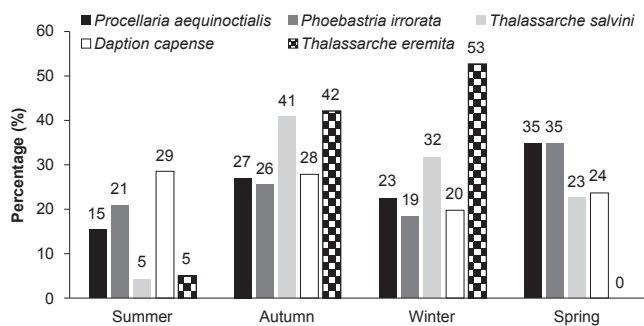 Procellaria aequinoctialis Phoebastria irrorata Thalassarche salvini
Daption capense Thalassarche eremita
Percentage (%)
60
50
40
30
20
10
0
15 21 5 29 5
27 26 41 28 42
23 19 32 20 53
35 35 23 24 0
Summer Autumn Winter Spring